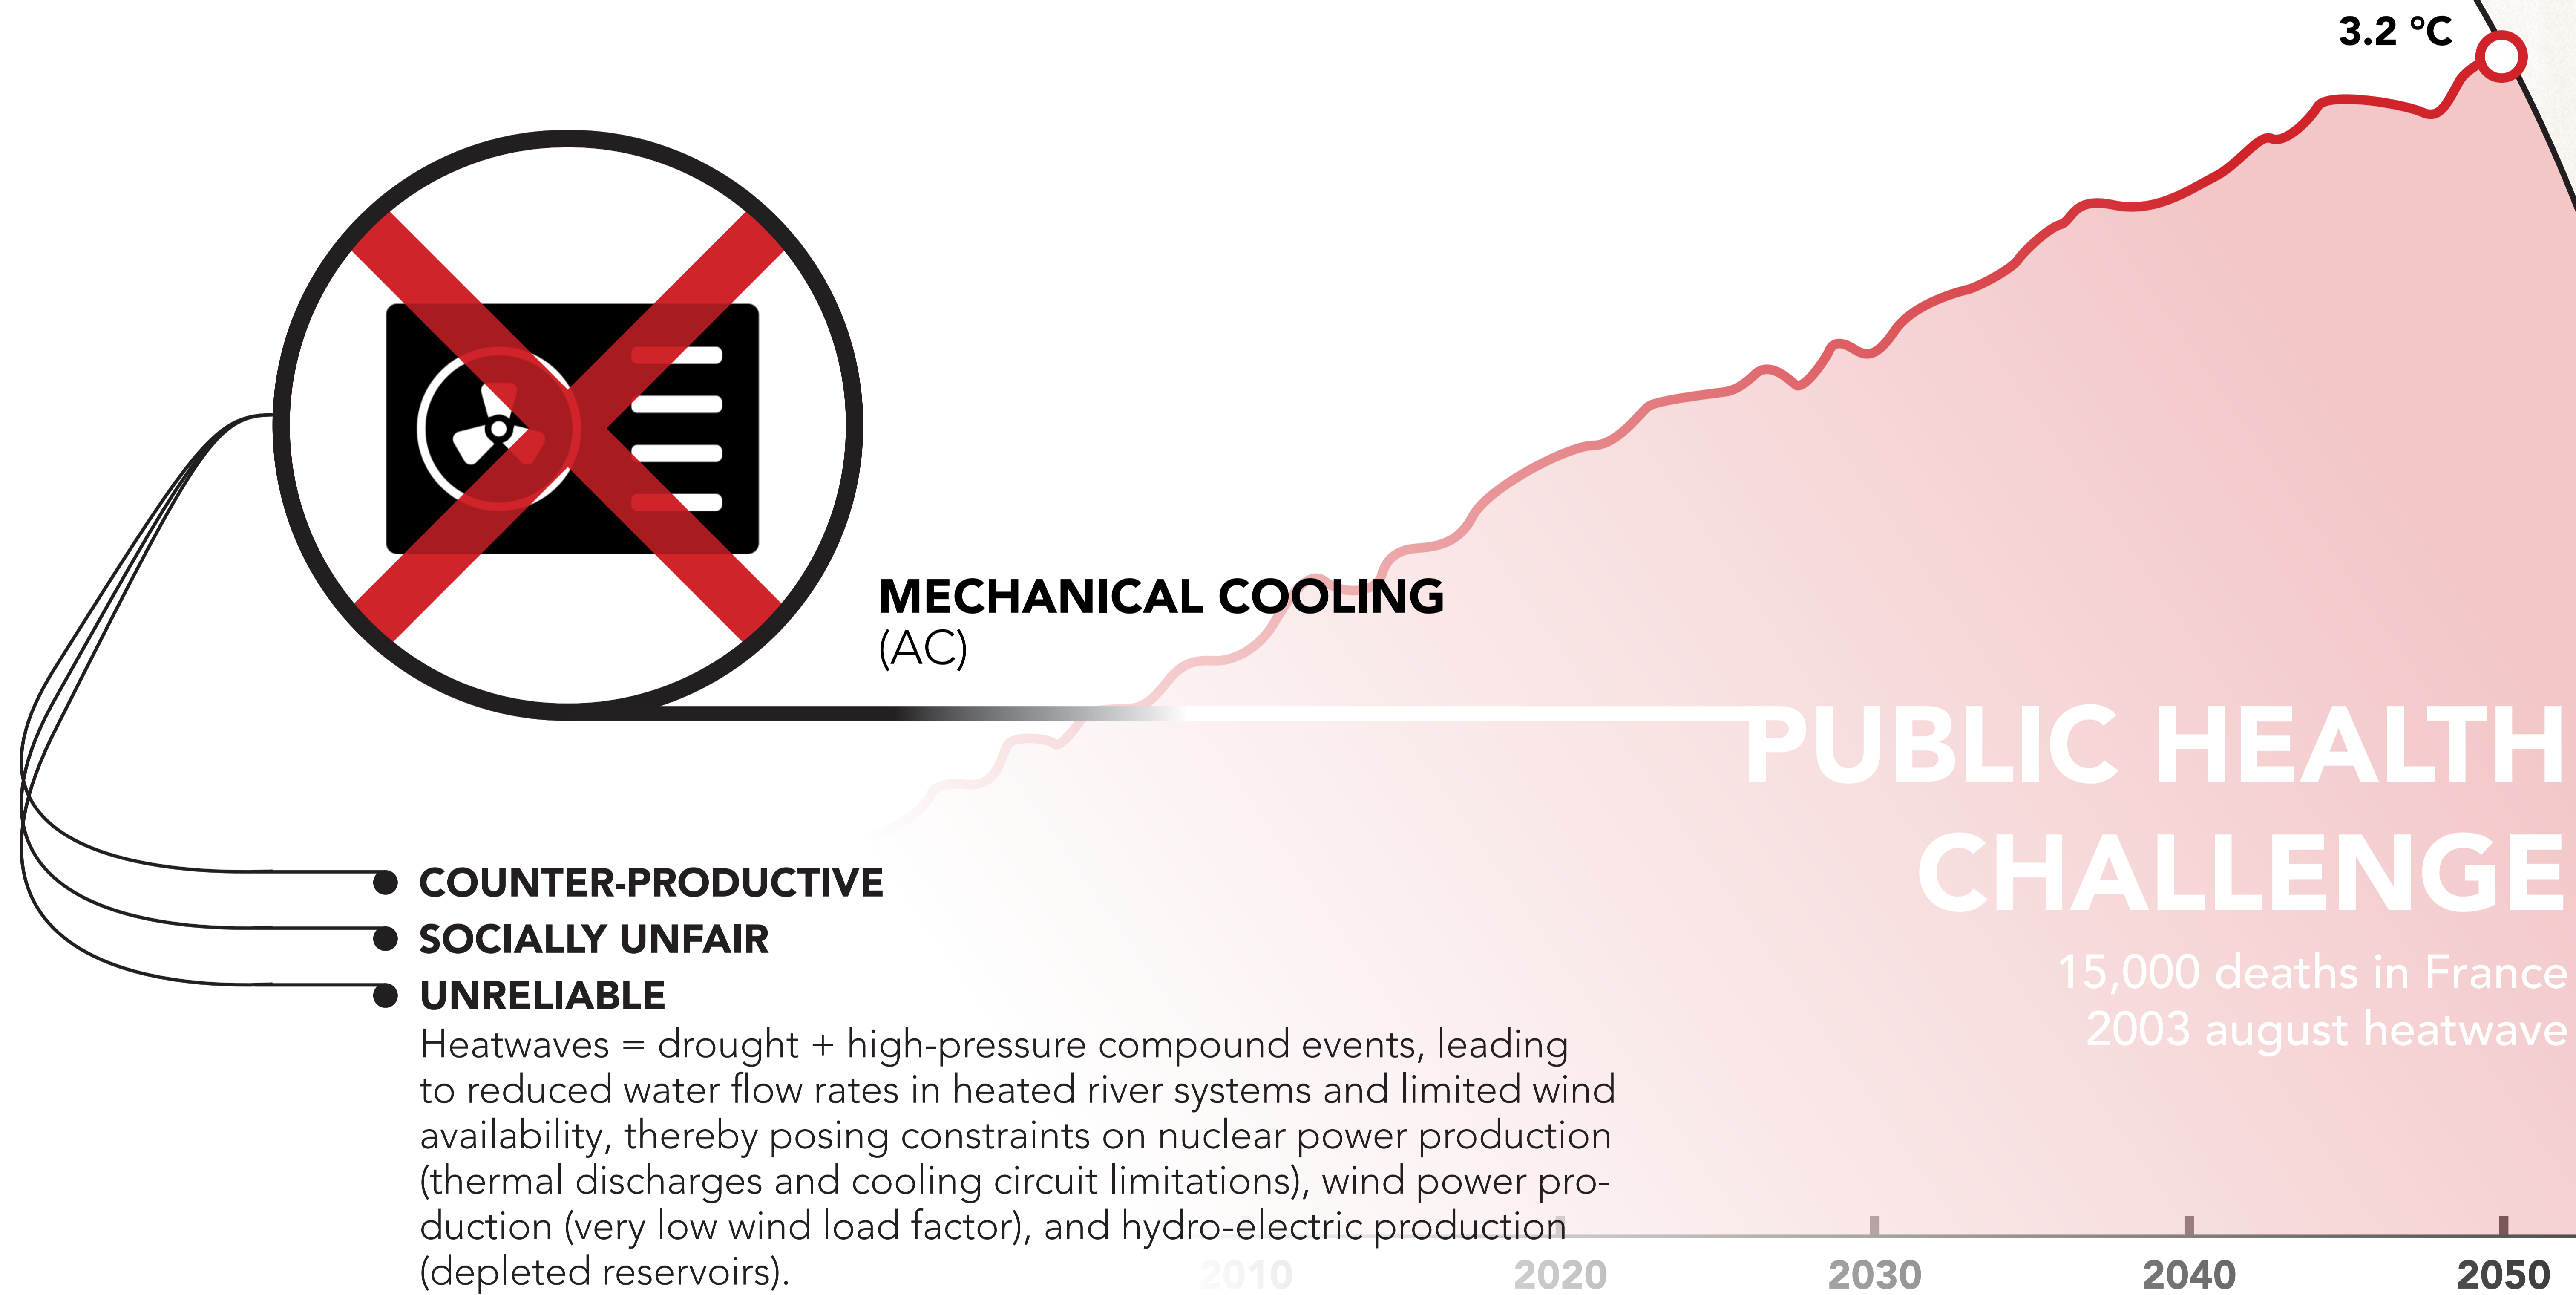 3.2 °C
MECHANICAL COOLING
(AC)
PUBLIC HEALTH
CHALLENGE
15,000 deaths in France
2003 august heatwave
COUNTER-PRODUCTIVE
SOCIALLY UNFAIR
UNRELIABLE
Heatwaves = drought + high-pressure compound events, leading
to reduced water flow rates in heated river systems and limited wind
availability, thereby posing constraints on nuclear power production
(thermal discharges and cooling circuit limitations), wind power pro-
duction (very low wind load factor), and hydro-electric production
(depleted reservoirs).
2010 2020 2030 2040 2050